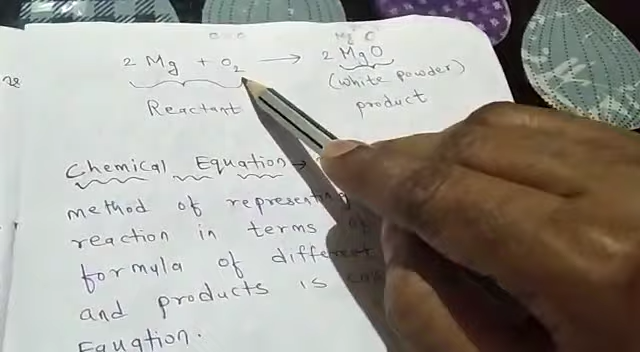 2 Mg + O2 → 2 MgO
(White powder)
Reactant product
Chemical Equation →
method of representing
reaction in terms of
formula of different
and products is
Equation.